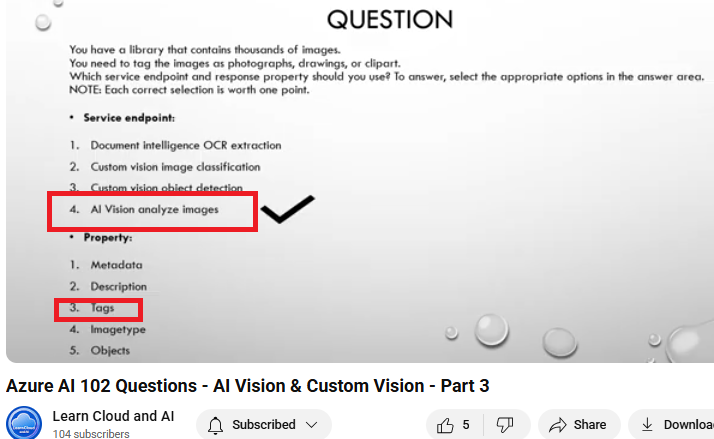 QUESTION
You have a library that contains thousands of images.
You need to tag the images as photographs, drawings, or clipart.
Which service endpoint and response property should you use? To answer, select the appropriate options in the answer area.
NOTE: Each correct selection is worth one point.
• Service endpoint:
1. Document intelligence OCR extraction
2. Custom vision image classification
3. Custom vision object detection
4. AI Vision analyze images
• Property:
1. Metadata
2. Description
3. Tags
4. Imagetype
5. Objects
Azure AI 102 Questions - AI Vision & Custom Vision - Part 3
Learn Cloud and AI
104 subscribers
Subscribed
5
Share
Downloa